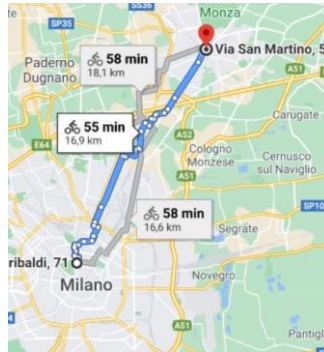 SS36
Monza
SP35
58 min
18,1 km
Via San Martino, 5
Paderno
Dugnano
A51
55 min
16,9 km
A52
Carugate
E64
Cologno
Monzese
Cernusco
sul Naviglio
A51
58 min
16,6 km
SP10
Segrate
ribaldi, 71
Milano
Novegro
A51
Pantig